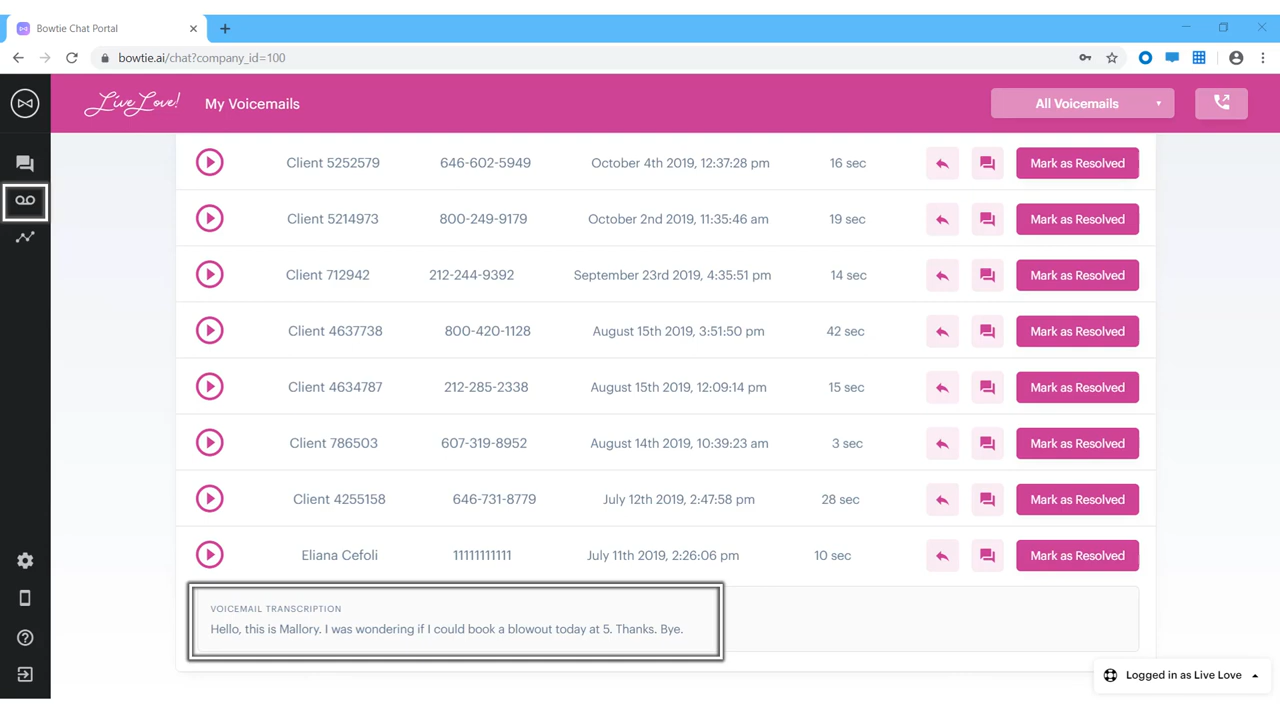 Bowtie Chat Portal
bowtie.ai/chat?company_id=100
Live Love! My Voicemails All Voicemails
Client 5252579 646-602-5949 October 4th 2019, 12:37:28 pm 16 sec Mark as Resolved
Client 5214973 800-249-9179 October 2nd 2019, 11:35:46 am 19 sec Mark as Resolved
Client 712942 212-244-9392 September 23rd 2019, 4:35:51 pm 14 sec Mark as Resolved
Client 4637738 800-420-1128 August 15th 2019, 3:51:50 pm 42 sec Mark as Resolved
Client 4634787 212-285-2338 August 15th 2019, 12:09:14 pm 15 sec Mark as Resolved
Client 786503 607-319-8952 August 14th 2019, 10:39:23 am 3 sec Mark as Resolved
Client 4255158 646-731-8779 July 12th 2019, 2:47:58 pm 28 sec Mark as Resolved
Eliana Cefoli 11111111111 July 11th 2019, 2:26:06 pm 10 sec Mark as Resolved
VOICEMAIL TRANSCRIPTION
Hello, this is Mallory. I was wondering if I could book a blowout today at 5. Thanks. Bye.
Logged in as Live Love